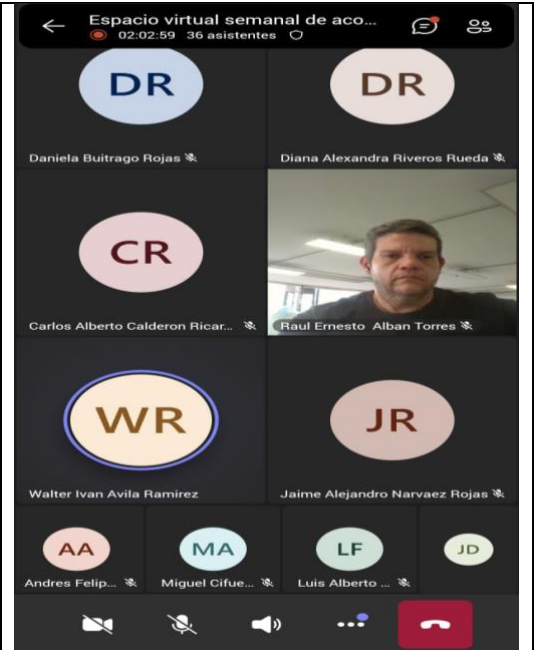 Espacio virtual semanal de aco...
02:02:59 36 asistentes
DR
DR
Daniela Buitrago Rojas
Diana Alexandra Riveros Rueda
CR
Carlos Alberto Calderon Ricar...
Raul Ernesto Alban Torres
WR
JR
Walter Ivan Avila Ramirez
Jaime Alejandro Narvaez Rojas
AA
MA
LF
JD
Andres Felip...
Miguel Cifue...
Luis Alberto ...